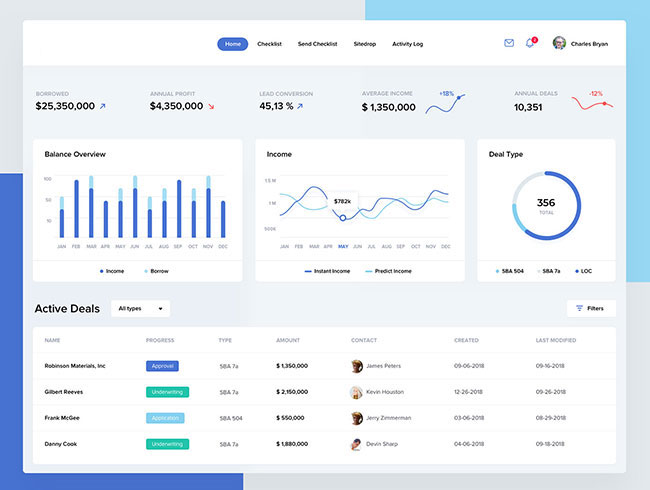 Home Checklist Send Checklist Sitedrop Activity Log 2 Charles Bryan
BORROWED ANNUAL PROFIT LEAD CONVERSION AVERAGE INCOME +18% ANNUAL DEALS -12%
$25,350,000 $4,350,000 45,13 % $ 1,350,000 10,351
Balance Overview
100
50
10
JAN FEB MAR APR MAY JUN JUL AUG SEP OCT NOV DEC
Income Borrow
Income
1.5 M
1 M
500K
$782k
JAN FEB MAR APR MAY JUN JUL AUG SEP OCT NOV DEC
Instant Income Predict Income
Deal Type
356
TOTAL
SBA 504 SBA 7a LOC
Active Deals All types Filters
NAME PROGRESS TYPE AMOUNT CONTACT CREATED LAST MODIFIED
Robinson Materials, Inc Approval SBA 7a $ 1,350,000 James Peters 09-06-2018 09-16-2018
Gilbert Reeves Underwriting SBA 7a $ 2,150,000 Kevin Houston 12-26-2018 09-26-2018
Frank McGee Application SBA 504 $ 550,000 Jerry Zimmerman 03-06-2018 08-29-2018
Danny Cook Underwriting SBA 7a $ 1,880,000 Devin Sharp 04-06-2018 09-18-2018